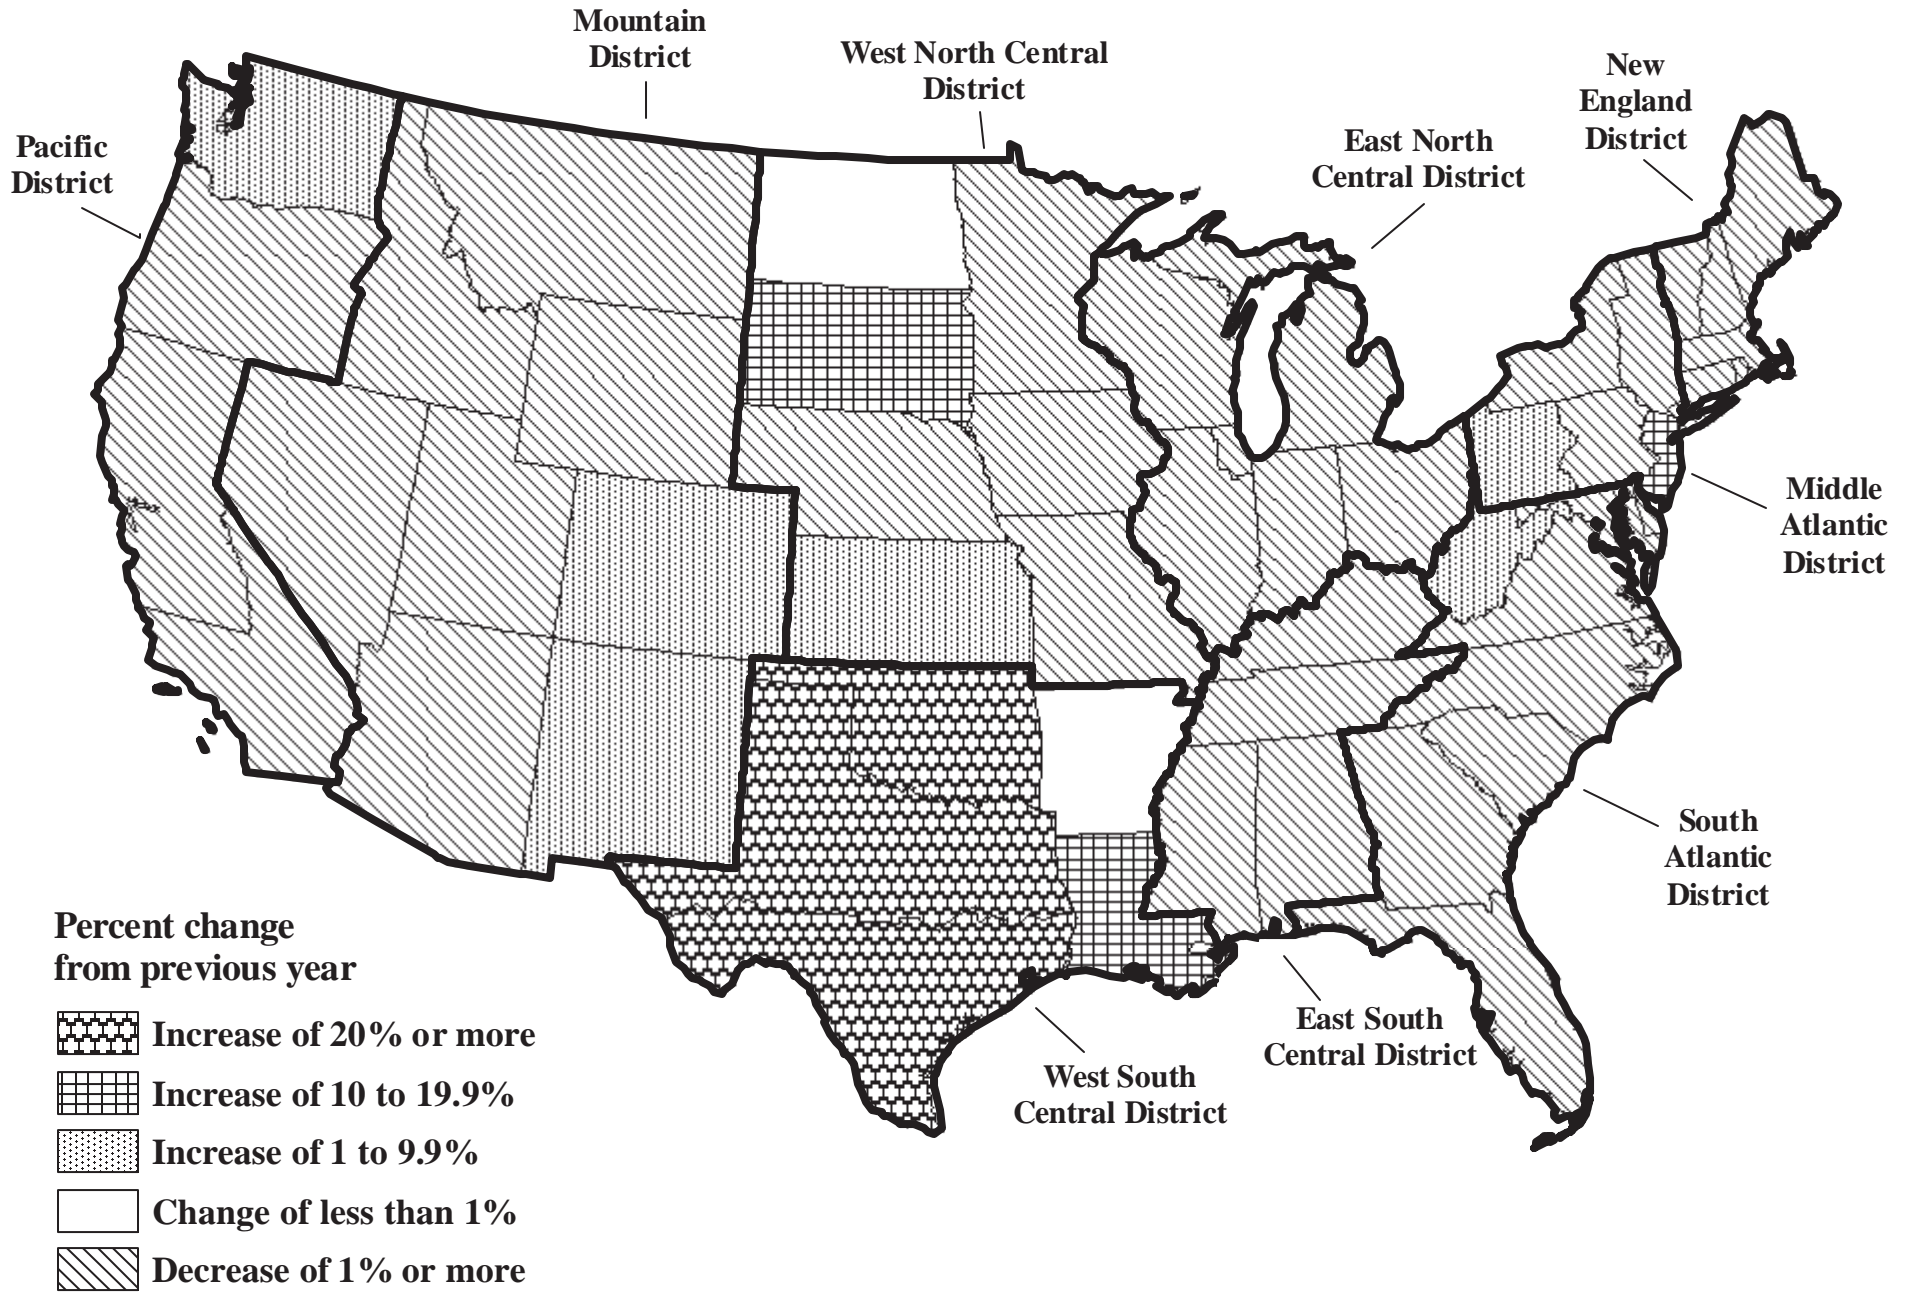 Mountain
District
West North Central
District
New
England
District
East North
Central District
Pacific
District
Middle
Atlantic
District
South
Atlantic
District
East South
Central District
West South
Central District
Percent change
from previous year
Increase of 20% or more
Increase of 10 to 19.9%
Increase of 1 to 9.9%
Change of less than 1%
Decrease of 1% or more